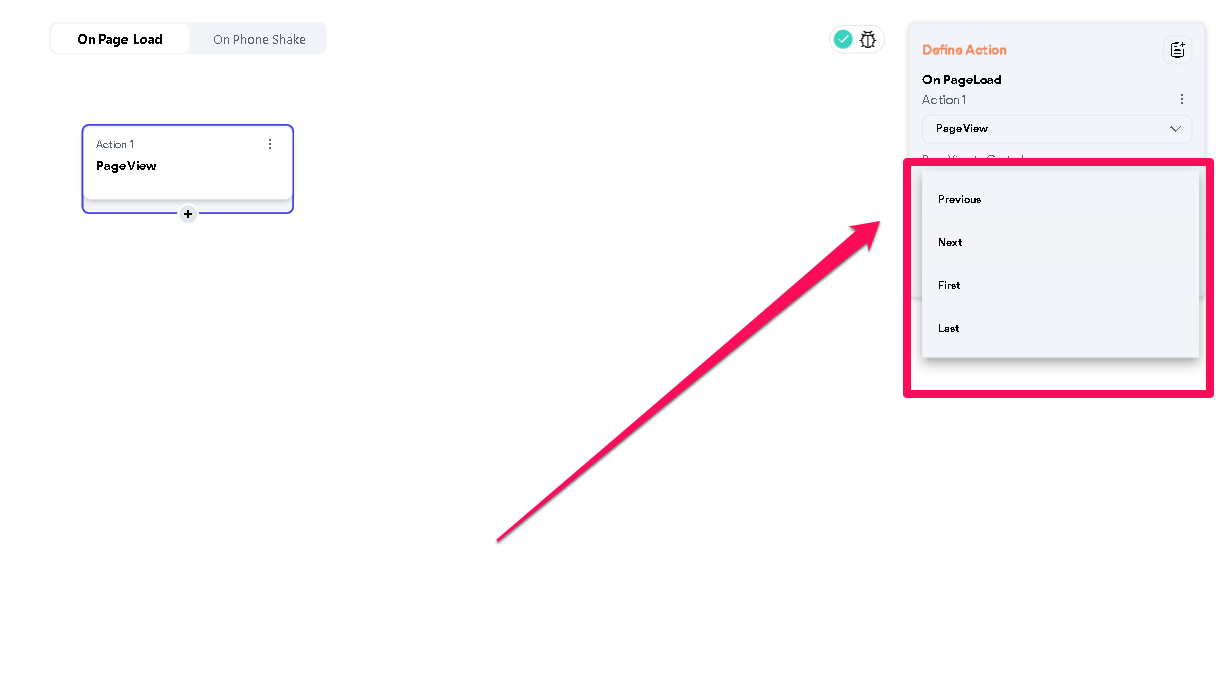 On Page Load
On Phone Shake
Define Action
On PageLoad
Action 1
PageView
Action 1
PageView
Previous
Next
First
Last